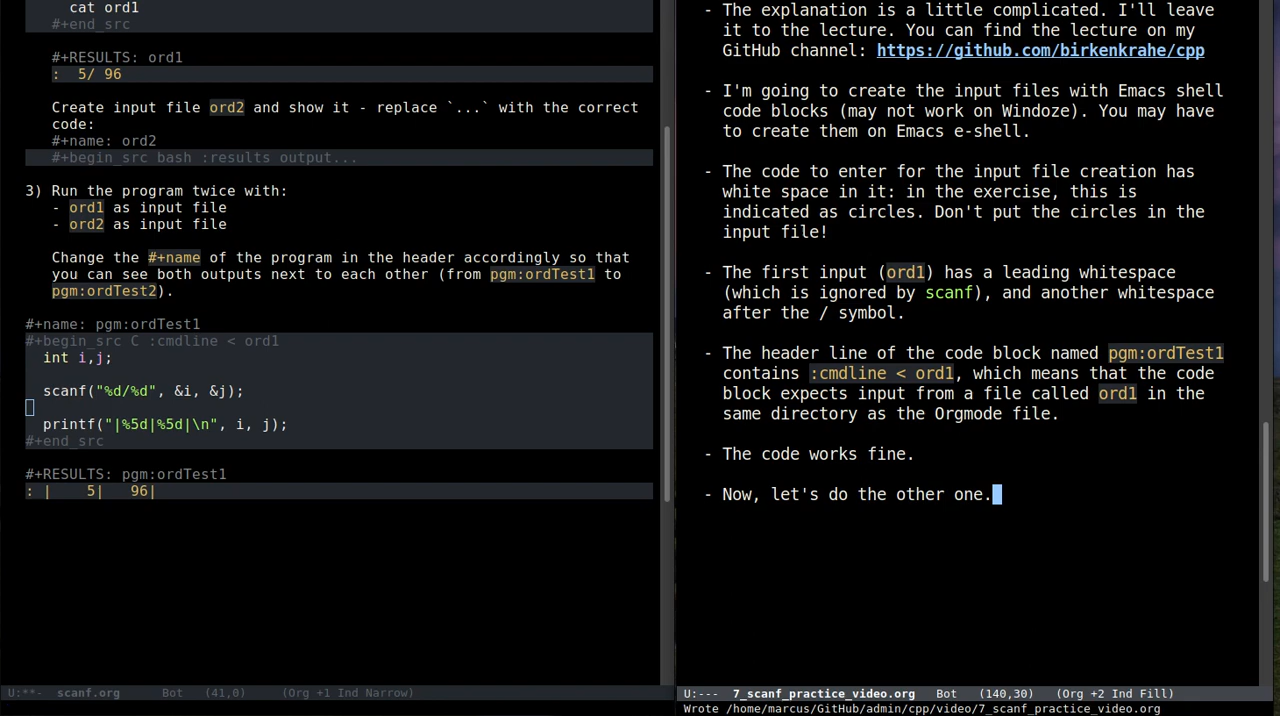 cat ord1
#+end_src
#+RESULTS: ord1
:  5/ 96
Create input file ord2 and show it - replace `...` with the correct
code:
#+name: ord2
#+begin_src bash :results output...
3) Run the program twice with:
- ord1 as input file
- ord2 as input file
Change the #+name of the program in the header accordingly so that
you can see both outputs next to each other (from pgm:ordTest1 to
pgm:ordTest2).
#+name: pgm:ordTest1
#+begin_src C :cmdline < ord1
int i,j;
scanf("%d/%d", &i, &j);
printf("|%5d|%5d|\n", i, j);
#+end_src
#+RESULTS: pgm:ordTest1
: |    5|   96|
U:**-  scanf.org      Bot   (41,0)     (Org +1 Ind Narrow)
- The explanation is a little complicated. I'll leave
it to the lecture. You can find the lecture on my
GitHub channel: https://github.com/birkenkrahe/cpp
- I'm going to create the input files with Emacs shell
code blocks (may not work on Windoze). You may have
to create them on Emacs e-shell.
- The code to enter for the input file creation has
white space in it: in the exercise, this is
indicated as circles. Don't put the circles in the
input file!
- The first input (ord1) has a leading whitespace
(which is ignored by scanf), and another whitespace
after the / symbol.
- The header line of the code block named pgm:ordTest1
contains :cmdline < ord1, which means that the code
block expects input from a file called ord1 in the
same directory as the Orgmode file.
- The code works fine.
- Now, let's do the other one.
U:---  7_scanf_practice_video.org   Bot   (140,30)   (Org +2 Ind Fill)
Wrote /home/marcus/GitHub/admin/cpp/video/7_scanf_practice_video.org